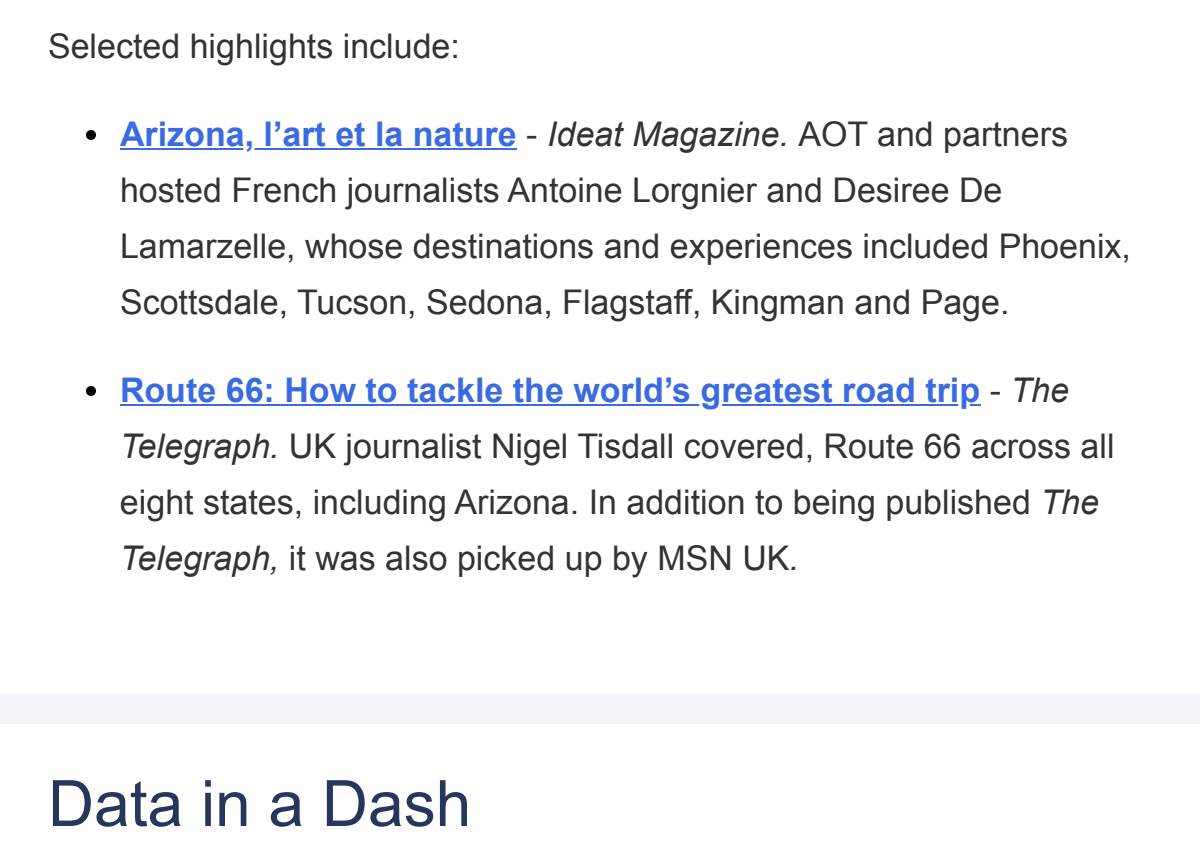 Selected highlights include:
• Arizona, l’art et la nature - Ideat Magazine. AOT and partners
hosted French journalists Antoine Lorgnier and Desiree De
Lamarzelle, whose destinations and experiences included Phoenix,
Scottsdale, Tucson, Sedona, Flagstaff, Kingman and Page.
• Route 66: How to tackle the world’s greatest road trip - The
Telegraph. UK journalist Nigel Tisdall covered, Route 66 across all
eight states, including Arizona. In addition to being published The
Telegraph, it was also picked up by MSN UK.
Data in a Dash